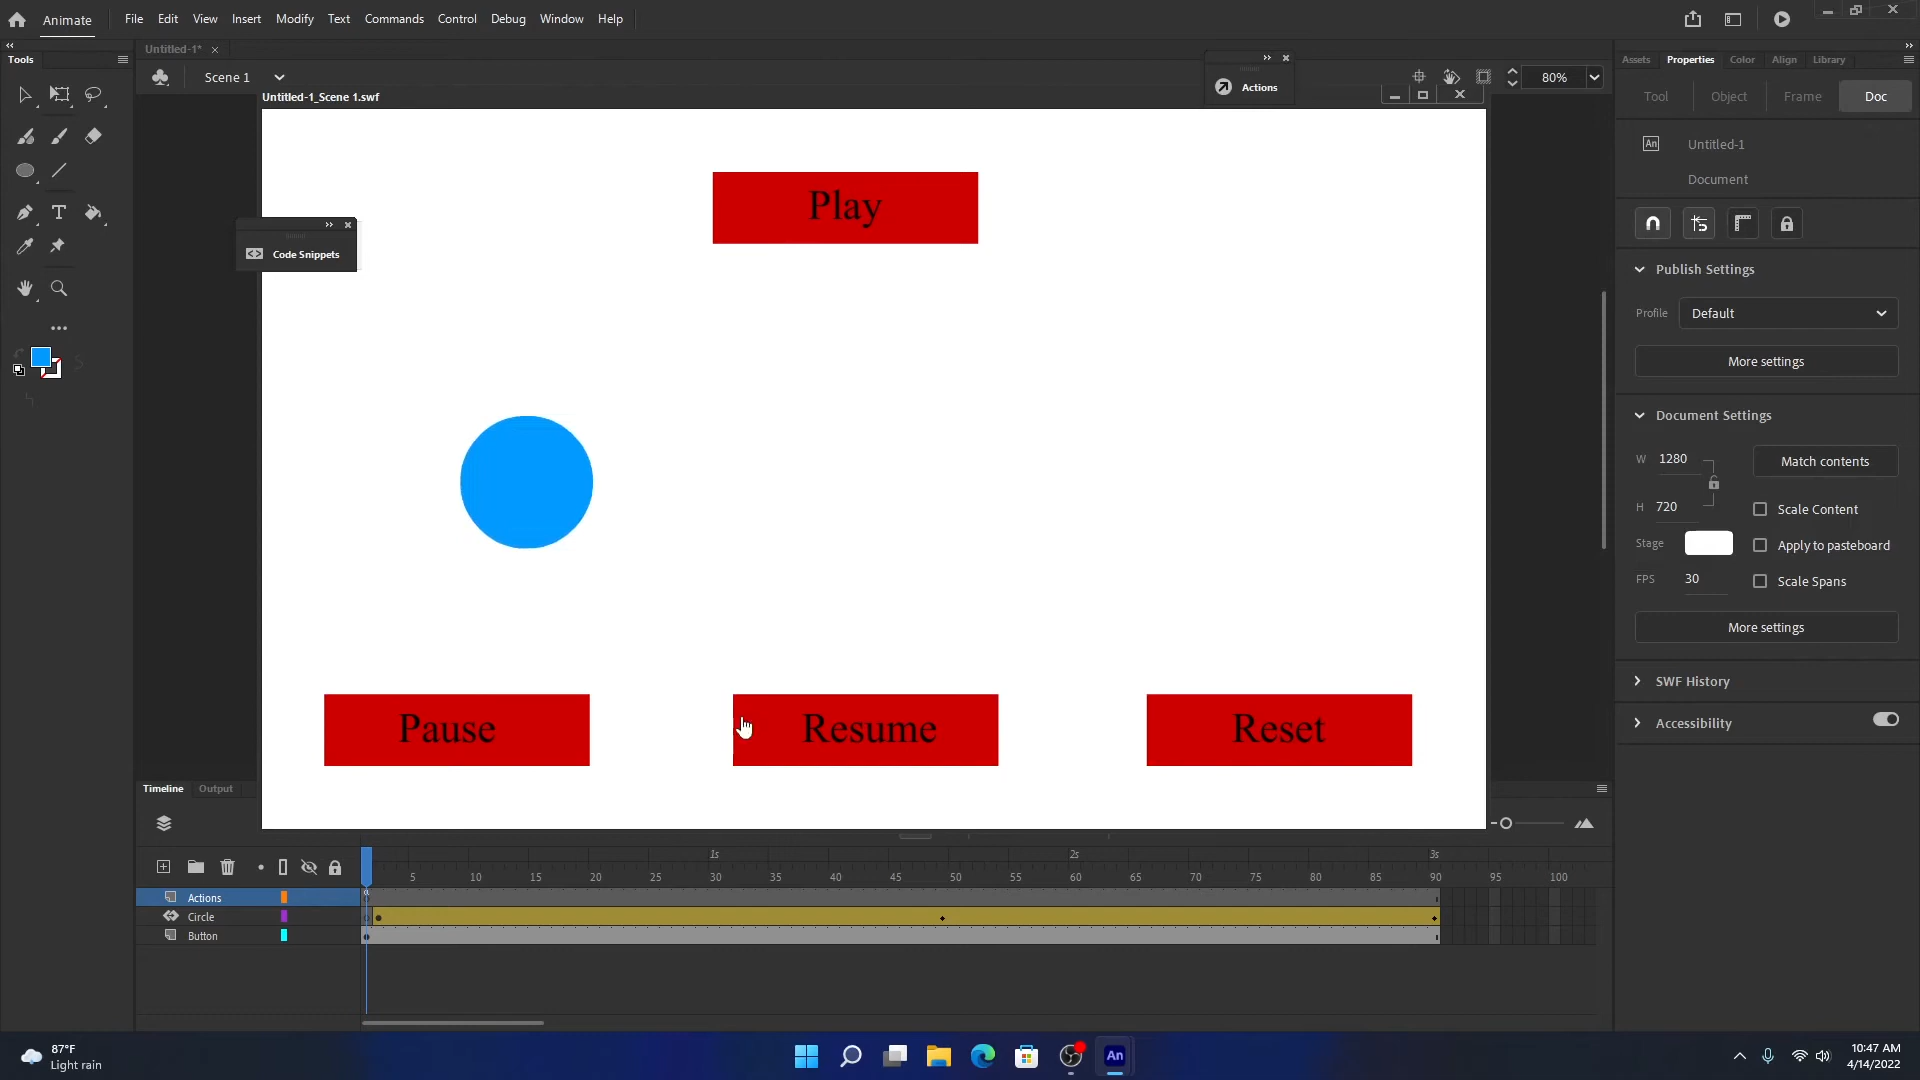 Animate File Edit View Insert Modify Text Commands Control Debug Window Help
Tools
Untitled-1*
Scene 1
80%
Untitled-1_Scene 1.swf
Actions
Code Snippets
Play
Pause
Resume
Reset
Assets Properties Color Align Library
Tool Object Frame Doc
An Untitled-1
Document
Publish Settings
Profile Default
More settings
Document Settings
W 1280
Match contents
H 720
Scale Content
Stage
Apply to pasteboard
FPS 30
Scale Spans
More settings
SWF History
Accessibility
Timeline Output
1s 2s 3s
5 10 15 20 25 30 35 40 45 50 55 60 65 70 75 80 85 90 95 100
Actions
Circle
Button
87°F
Light rain
An
10:47 AM
4/14/2022